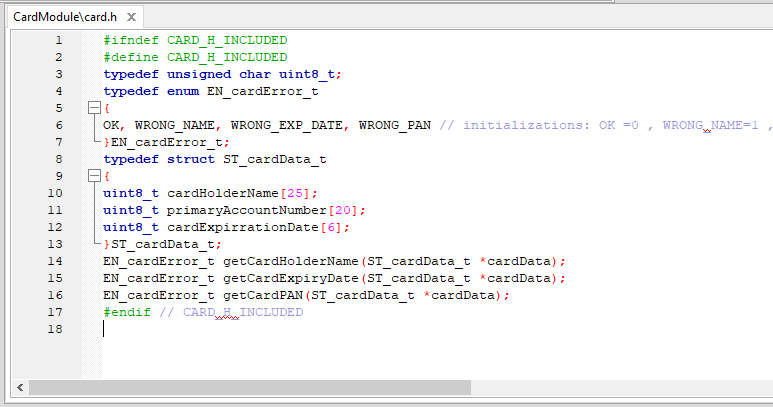 CardModule\card.h
1 #ifndef CARD_H_INCLUDED
2 #define CARD_H_INCLUDED
3 typedef unsigned char uint8_t;
4 typedef enum EN_cardError_t
5 {
6 OK, WRONG_NAME, WRONG_EXP_DATE, WRONG_PAN // initializations: OK =0 , WRONG_NAME=1 ,
7 }EN_cardError_t;
8 typedef struct ST_cardData_t
9 {
10 uint8_t cardHolderName[25];
11 uint8_t primaryAccountNumber[20];
12 uint8_t cardExpirrationDate[6];
13 }ST_cardData_t;
14 EN_cardError_t getCardHolderName(ST_cardData_t *cardData);
15 EN_cardError_t getCardExpiryDate(ST_cardData_t *cardData);
16 EN_cardError_t getCardPAN(ST_cardData_t *cardData);
17 #endif // CARD_H_INCLUDED
18